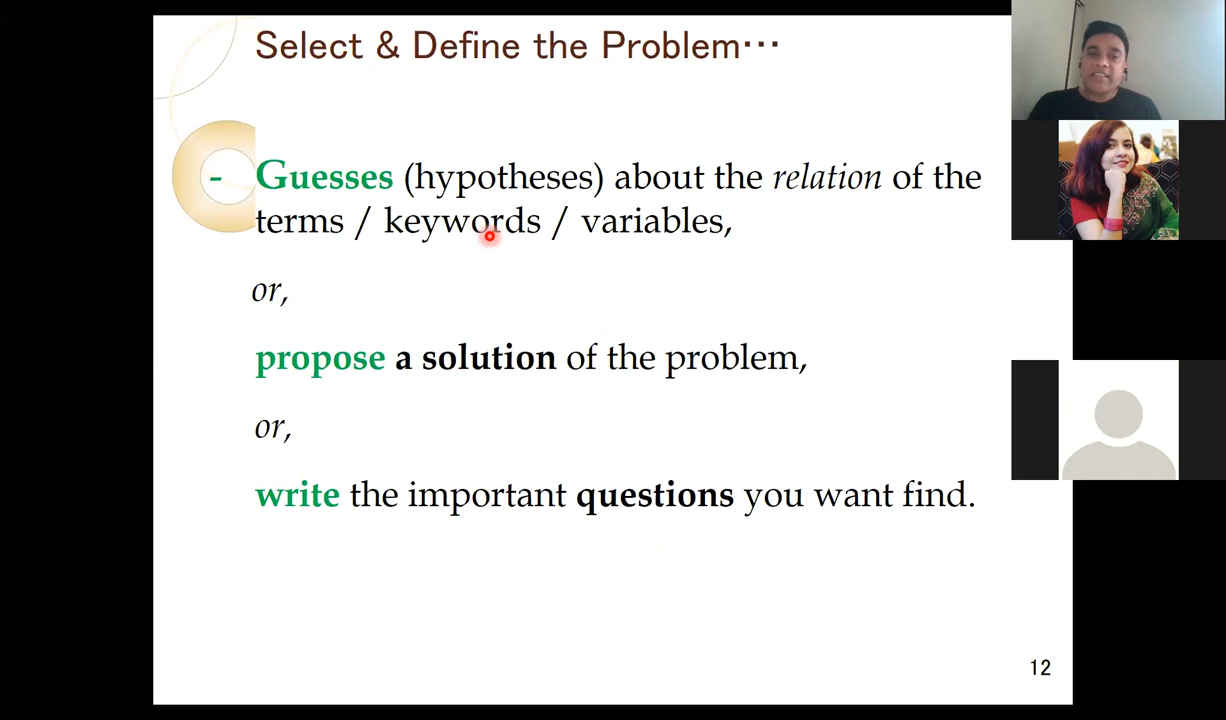 Select & Define the Problem…
- Guesses (hypotheses) about the relation of the
terms / keywords / variables,
or,
propose a solution of the problem,
or,
write the important questions you want find.
12